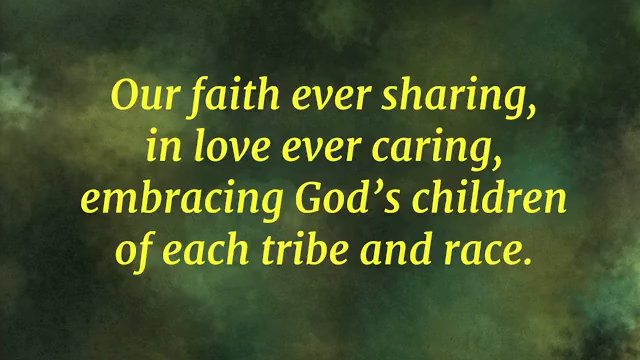 Our faith ever sharing,
in love ever caring,
embracing God’s children
of each tribe and race.